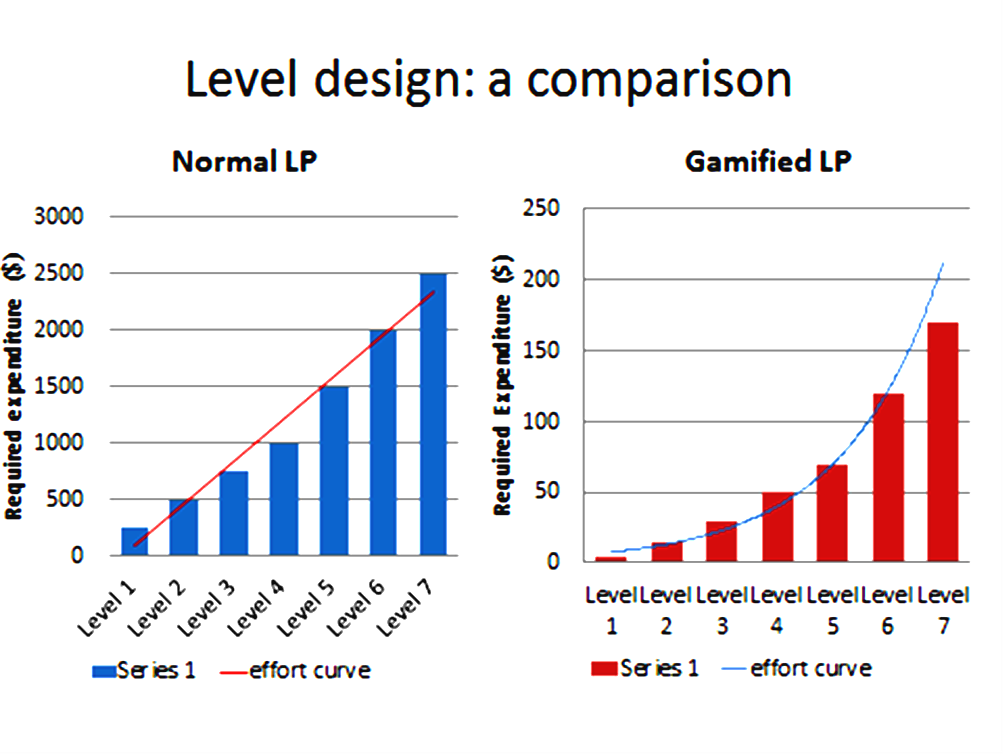 Level design: a comparison
Normal LP
Required expenditure ($)
3000
2500
2000
1500
1000
500
0
Level 1
Level 2
Level 3
Level 4
Level 5
Level 6
Level 7
Series 1
effort curve
Gamified LP
Required Expenditure ($)
250
200
150
100
50
0
Level Level Level Level Level Level Level
1 2 3 4 5 6 7
Series 1
effort curve